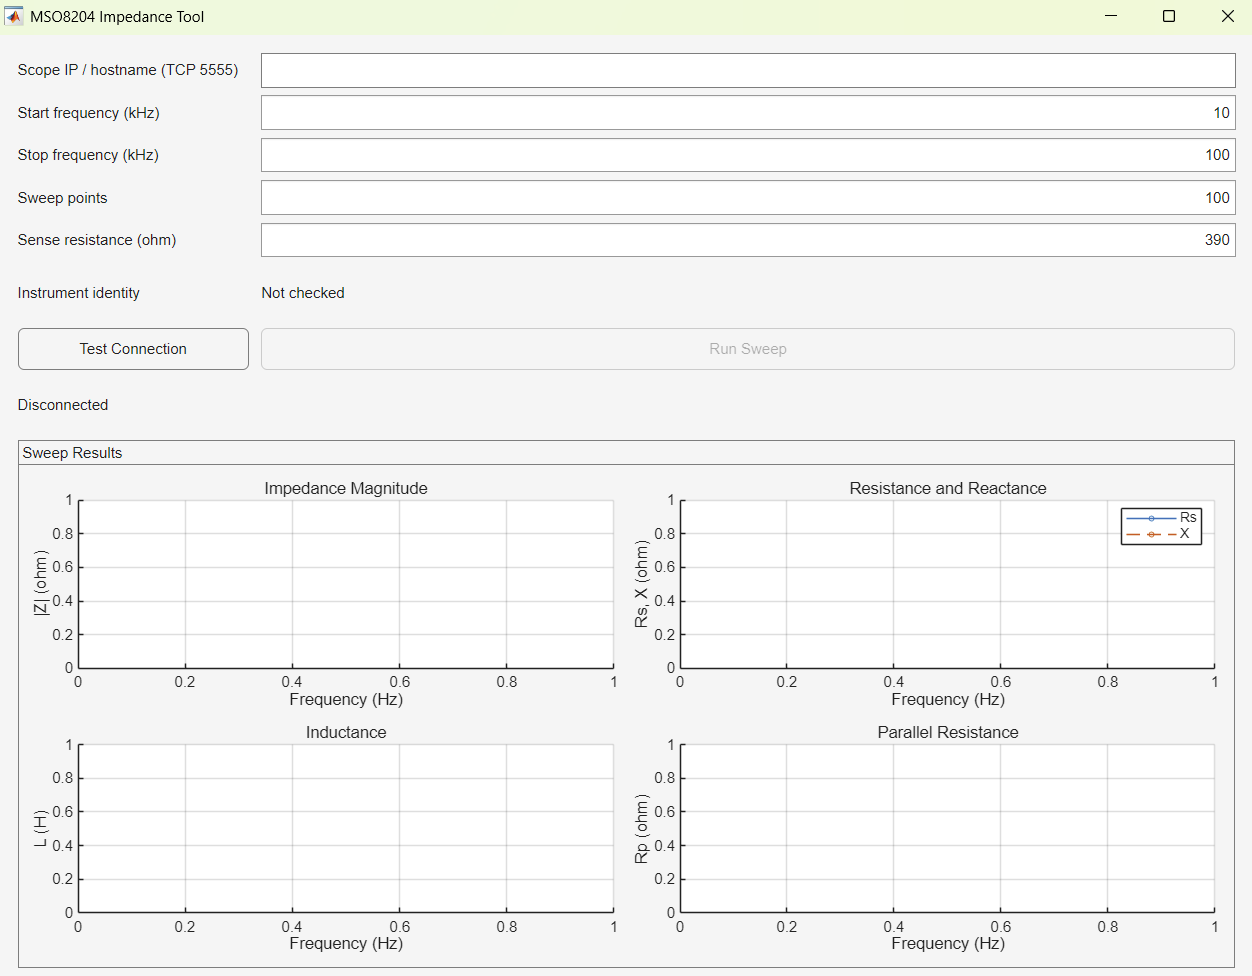 MSO8204 Impedance Tool
Scope IP / hostname (TCP 5555)
Start frequency (kHz) 10
Stop frequency (kHz) 100
Sweep points 100
Sense resistance (ohm) 390
Instrument identity Not checked
Test Connection Run Sweep
Disconnected
Sweep Results
Impedance Magnitude
1
0.8
0.6
0.4
0.2
0
|Z| (ohm)
0 0.2 0.4 0.6 0.8 1
Frequency (Hz)
Resistance and Reactance
1
0.8
0.6
0.4
0.2
0
Rs, X (ohm)
Rs
X
0 0.2 0.4 0.6 0.8 1
Frequency (Hz)
Inductance
1
0.8
0.6
0.4
0.2
0
L (H)
0 0.2 0.4 0.6 0.8 1
Frequency (Hz)
Parallel Resistance
1
0.8
0.6
0.4
0.2
0
Rp (ohm)
0 0.2 0.4 0.6 0.8 1
Frequency (Hz)